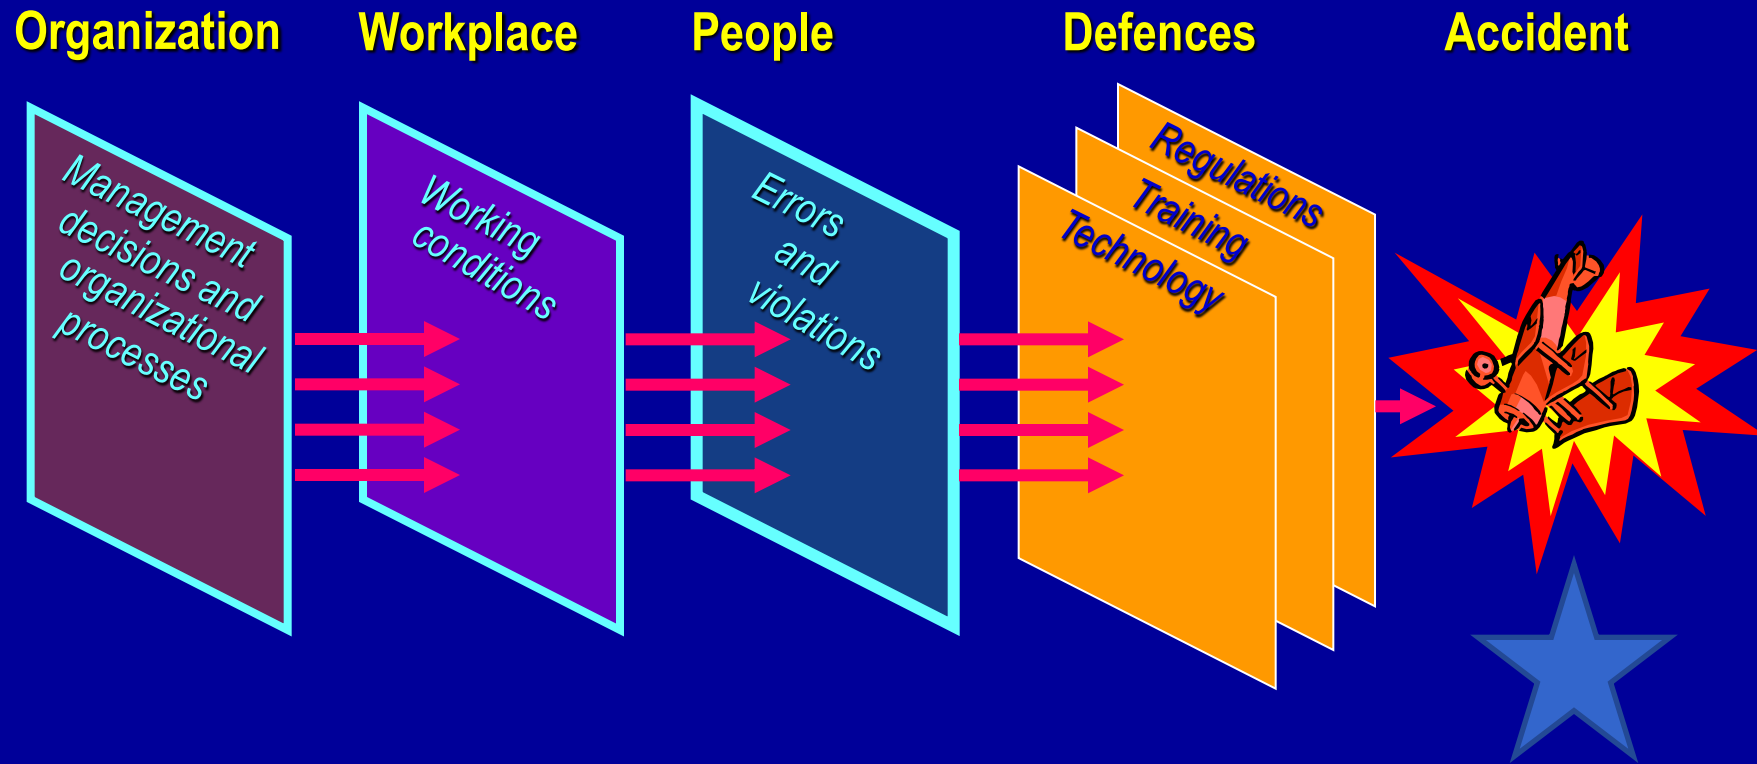 Organization
Workplace
People
Defences
Accident
Management
decisions and
organizational
processes
Working
conditions
Errors
and
violations
Regulations
Training
Technology